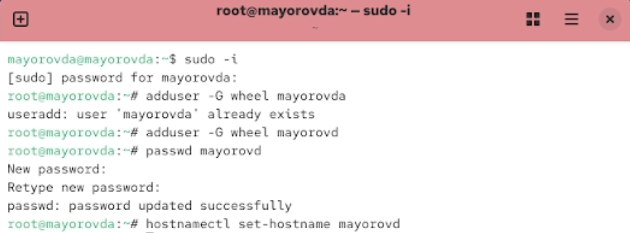 root@mayorovda:~ — sudo -i
~
mayorovda@mayorovda:~$ sudo -i
[sudo] password for mayorovda:
root@mayorovda:~# adduser -G wheel mayorovda
useradd: user 'mayorovda' already exists
root@mayorovda:~# adduser -G wheel mayorovd
root@mayorovda:~# passwd mayorovd
New password:
Retype new password:
passwd: password updated successfully
root@mayorovda:~# hostnamectl set-hostname mayorovd